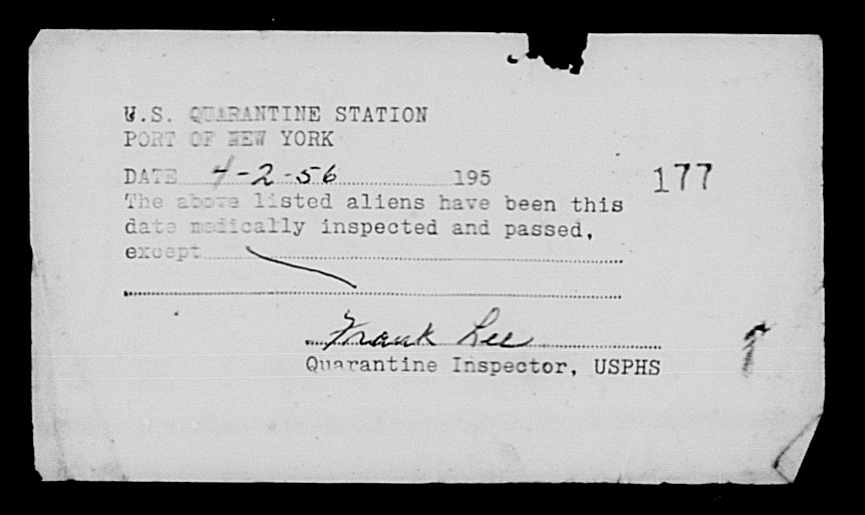 U.S. QUARANTINE STATION
PORT OF NEW YORK
DATE 4-2-56 195
177
The above listed aliens have been this
date medically inspected and passed,
except
Frank Lee
Quarantine Inspector, USPHS